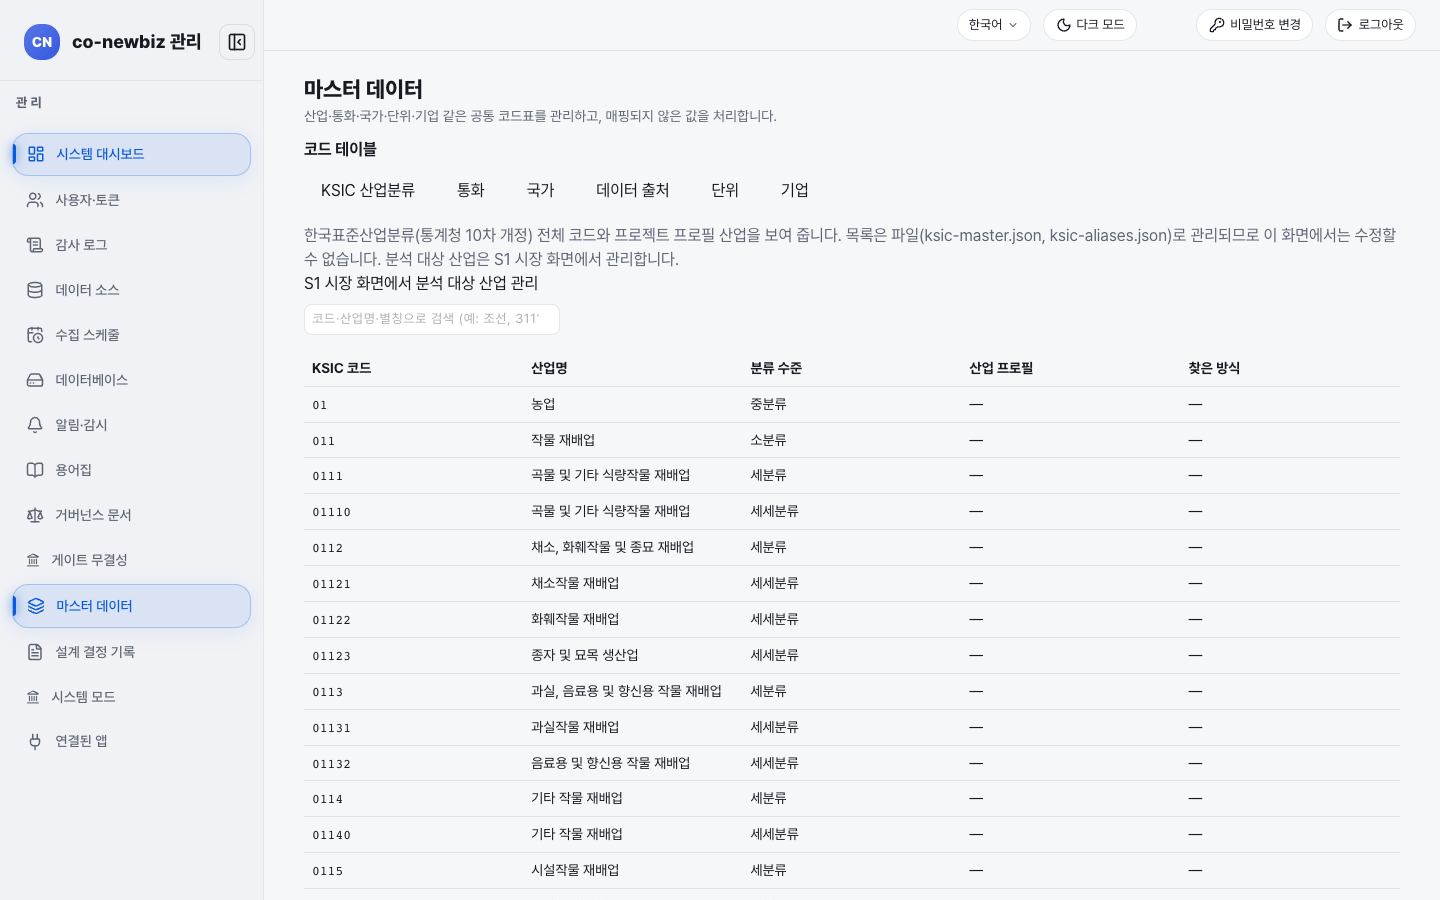 CN co-newbiz 관리
한국어
다크 모드
비밀번호 변경
로그아웃
관리
시스템 대시보드
사용자·토큰
감사 로그
데이터 소스
수집 스케줄
데이터베이스
알림·감시
용어집
거버넌스 문서
게이트 무결성
마스터 데이터
설계 결정 기록
시스템 모드
연결된 앱
마스터 데이터
산업·통화·국가·단위·기업 같은 공통 코드표를 관리하고, 매핑되지 않은 값을 처리합니다.
코드 테이블
KSIC 산업분류 통화 국가 데이터 출처 단위 기업
한국표준산업분류(통계청 10차 개정) 전체 코드와 프로젝트 프로필 산업을 보여 줍니다. 목록은 파일(ksic-master.json, ksic-aliases.json)로 관리되므로 이 화면에서는 수정할
수 없습니다. 분석 대상 산업은 S1 시장 화면에서 관리합니다.
S1 시장 화면에서 분석 대상 산업 관리
코드·산업명·별칭으로 검색 (예: 조선, 311
KSIC 코드 산업명 분류 수준 산업 프로필 찾은 방식
01 농업 중분류 — —
011 작물 재배업 소분류 — —
0111 곡물 및 기타 식량작물 재배업 세분류 — —
01110 곡물 및 기타 식량작물 재배업 세세분류 — —
0112 채소, 화훼작물 및 종묘 재배업 세분류 — —
01121 채소작물 재배업 세세분류 — —
01122 화훼작물 재배업 세세분류 — —
01123 종자 및 묘목 생산업 세세분류 — —
0113 과실, 음료용 및 향신용 작물 재배업 세분류 — —
01131 과실작물 재배업 세세분류 — —
01132 음료용 및 향신용 작물 재배업 세세분류 — —
0114 기타 작물 재배업 세분류 — —
01140 기타 작물 재배업 세세분류 — —
0115 시설작물 재배업 세분류 — —